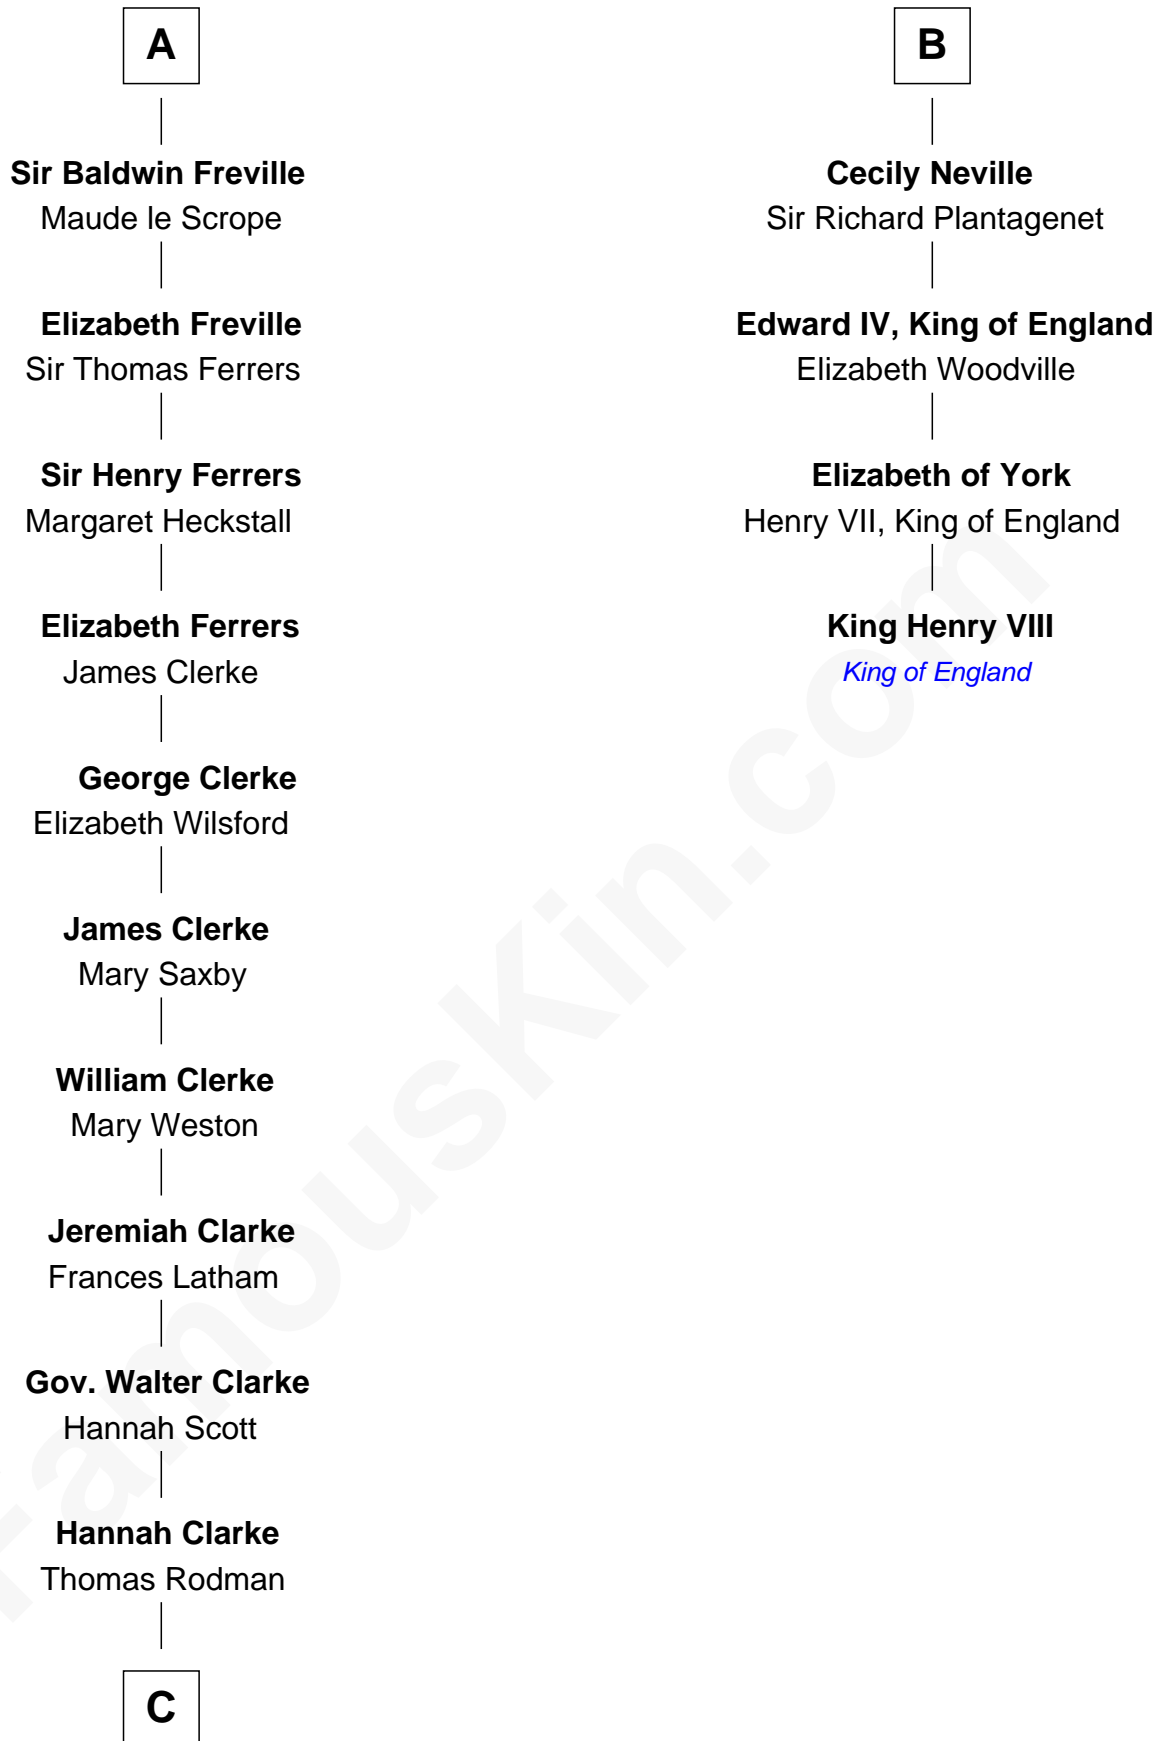 A
Sir Baldwin Freville
Maude le Scrope
Elizabeth Freville
Sir Thomas Ferrers
Sir Henry Ferrers
Margaret Heckstall
Elizabeth Ferrers
James Clerke
George Clerke
Elizabeth Wilsford
James Clerke
Mary Saxby
William Clerke
Mary Weston
Jeremiah Clarke
Frances Latham
Gov. Walter Clarke
Hannah Scott
Hannah Clarke
Thomas Rodman
C
B
Cecily Neville
Sir Richard Plantagenet
Edward IV, King of England
Elizabeth Woodville
Elizabeth of York
Henry VII, King of England
King Henry VIII
King of England
FamousKin.com